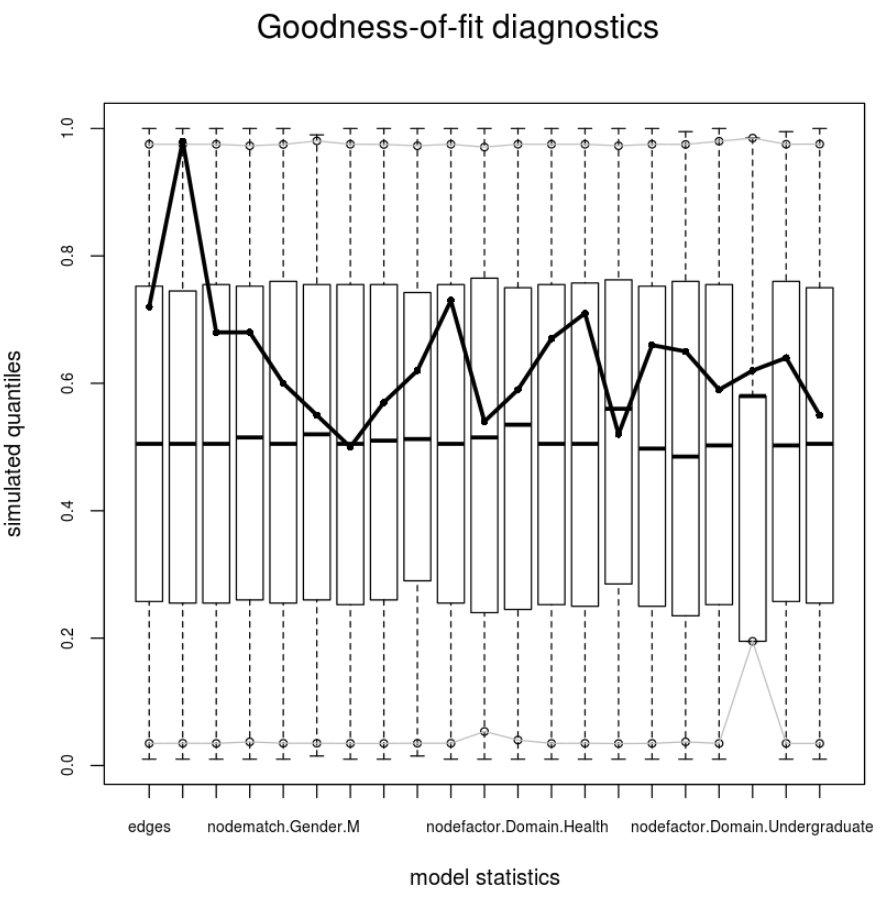 Goodness-of-fit diagnostics
simulated quantiles
1.0
0.8
0.6
0.4
0.2
0.0
edges nodematch.Gender.M nodefactor.Domain.Health nodefactor.Domain.Undergraduate
model statistics